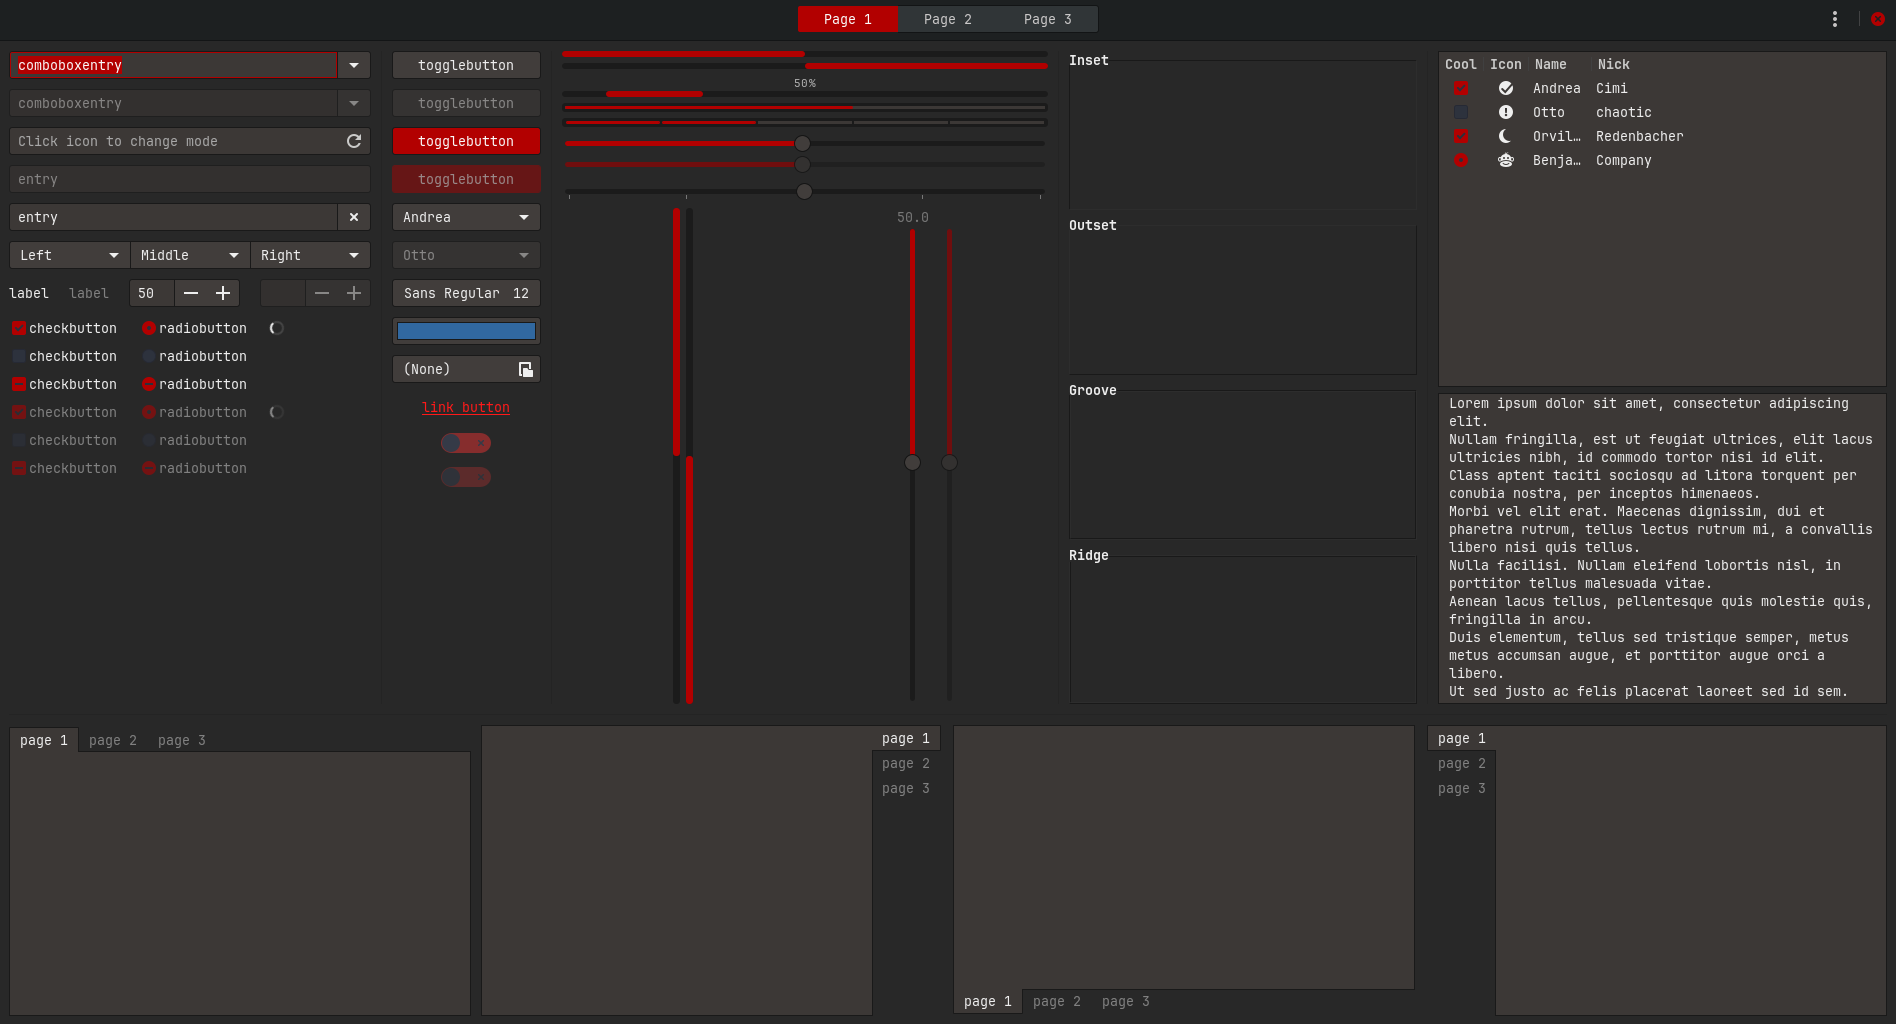 Page 1 Page 2 Page 3
comboboxentry
comboboxentry
Click icon to change mode
entry
entry
Left Middle Right
label label 50
checkbutton radiobutton
checkbutton radiobutton
checkbutton radiobutton
checkbutton radiobutton
checkbutton radiobutton
checkbutton radiobutton
togglebutton
togglebutton
togglebutton
togglebutton
Andrea
Otto
Sans Regular 12
(None)
link button
50%
50.0
Inset
Outset
Groove
Ridge
Cool Icon Name Nick
Andrea Cimi
Otto chaotic
Orvil… Redenbacher
Benja… Company
Lorem ipsum dolor sit amet, consectetur adipiscing
elit.
Nullam fringilla, est ut feugiat ultrices, elit lacus
ultricies nibh, id commodo tortor nisi id elit.
Class aptent taciti sociosqu ad litora torquent per
conubia nostra, per inceptos himenaeos.
Morbi vel elit erat. Maecenas dignissim, dui et
pharetra rutrum, tellus lectus rutrum mi, a convallis
libero nisi quis tellus.
Nulla facilisi. Nullam eleifend lobortis nisl, in
porttitor tellus malesuada vitae.
Aenean lacus tellus, pellentesque quis molestie quis,
fringilla in arcu.
Duis elementum, tellus sed tristique semper, metus
metus accumsan augue, et porttitor augue orci a
libero.
Ut sed justo ac felis placerat laoreet sed id sem.
page 1 page 2 page 3
page 1
page 2
page 3
page 1 page 2 page 3
page 1
page 2
page 3